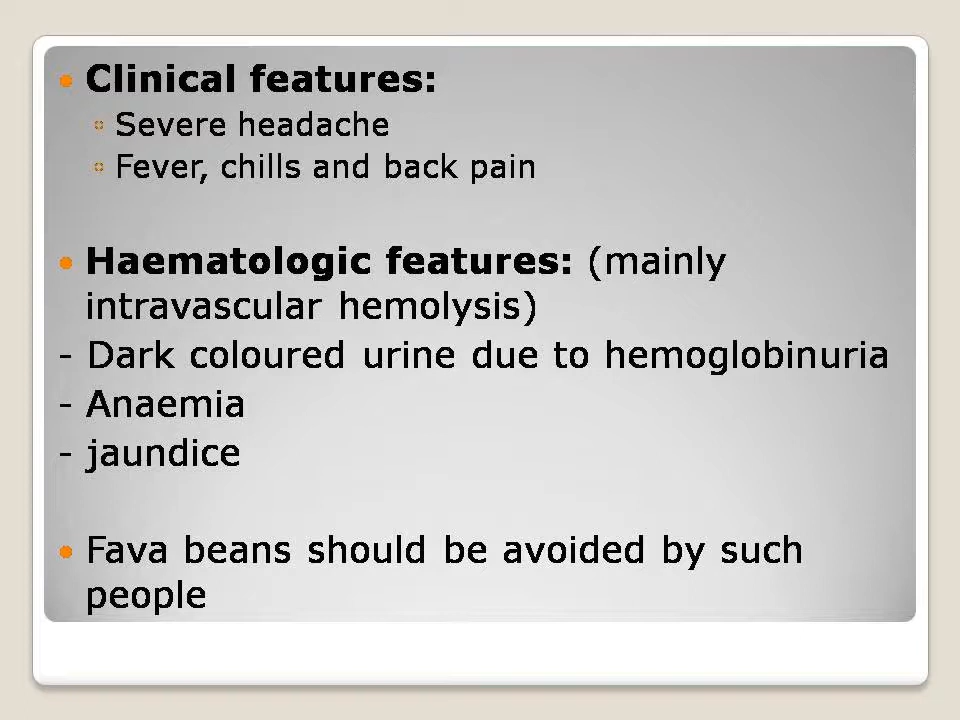 Clinical features:
Severe headache
Fever, chills and back pain
Haematologic features: (mainly
intravascular hemolysis)
- Dark coloured urine due to hemoglobinuria
- Anaemia
- jaundice
Fava beans should be avoided by such
people